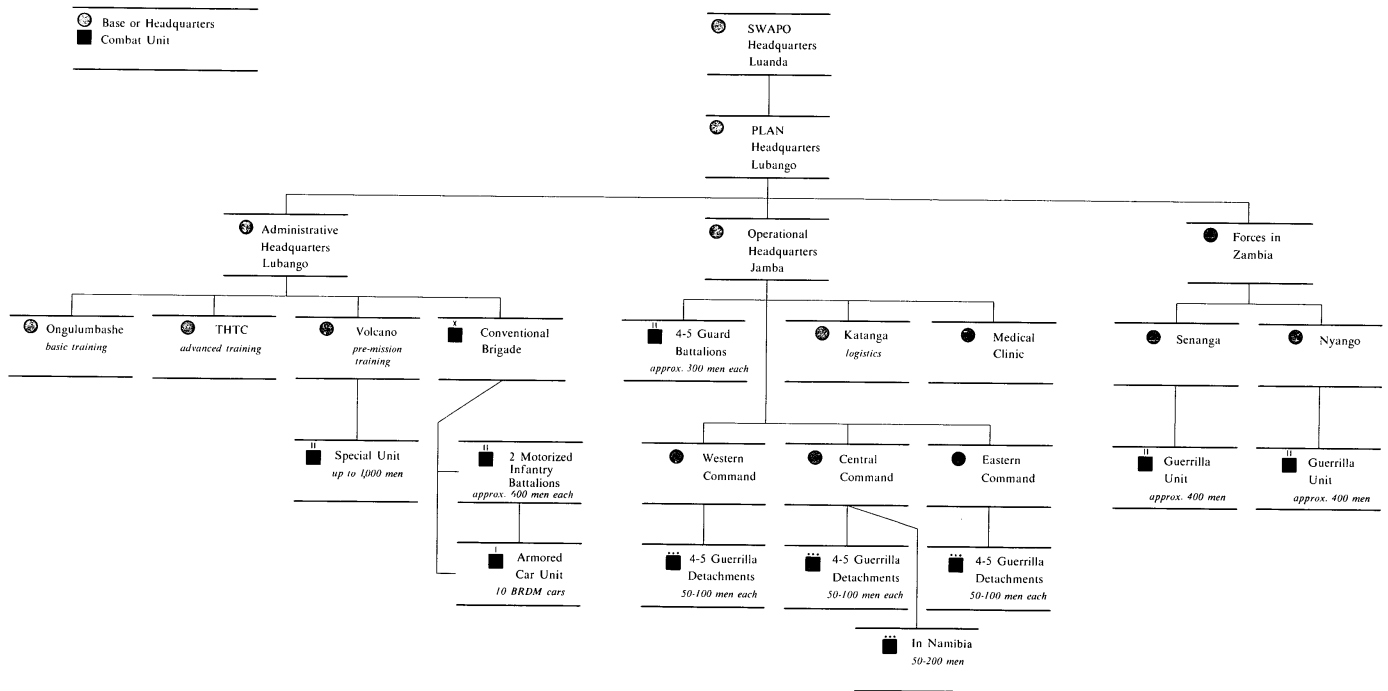 Base or Headquarters
Combat Unit
SWAPO
Headquarters
Luanda
PLAN
Headquarters
Lubango
Administrative
Headquarters
Lubango
Operational
Headquarters
Jamba
Forces in
Zambia
Ongulumbashe
basic training
THTC
advanced training
Volcano
pre-mission
training
X
Conventional
Brigade
II
4-5 Guard
Battalions
approx. 300 men each
Katanga
logistics
Medical
Clinic
Senanga
Nyango
II
Special Unit
up to 1,000 men
II
2 Motorized
Infantry
Battalions
approx. 600 men each
I
Armored
Car Unit
10 BRDM cars
Western
Command
Central
Command
Eastern
Command
4-5 Guerrilla
Detachments
50-100 men each
4-5 Guerrilla
Detachments
50-100 men each
4-5 Guerrilla
Detachments
50-100 men each
In Namibia
50-200 men
II
Guerrilla
Unit
approx. 400 men
II
Guerrilla
Unit
approx. 400 men